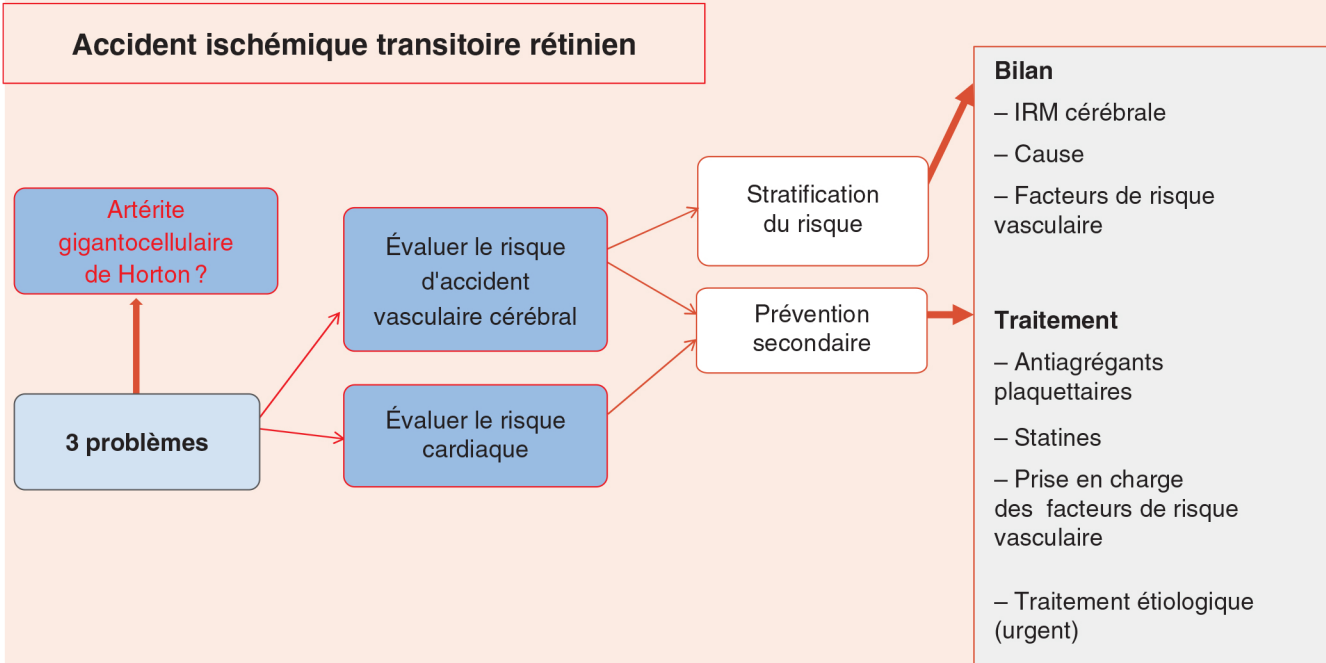 Accident ischémique transitoire rétinien
Artérite
gigantocellulaire
de Horton ?
3 problèmes
Évaluer le risque
d'accident
vasculaire cérébral
Évaluer le risque
cardiaque
Stratification
du risque
Prévention
secondaire
Bilan
– IRM cérébrale
– Cause
– Facteurs de risque
vasculaire
Traitement
– Antiagrégants
plaquettaires
– Statines
– Prise en charge
des facteurs de risque
vasculaire
– Traitement étiologique
(urgent)